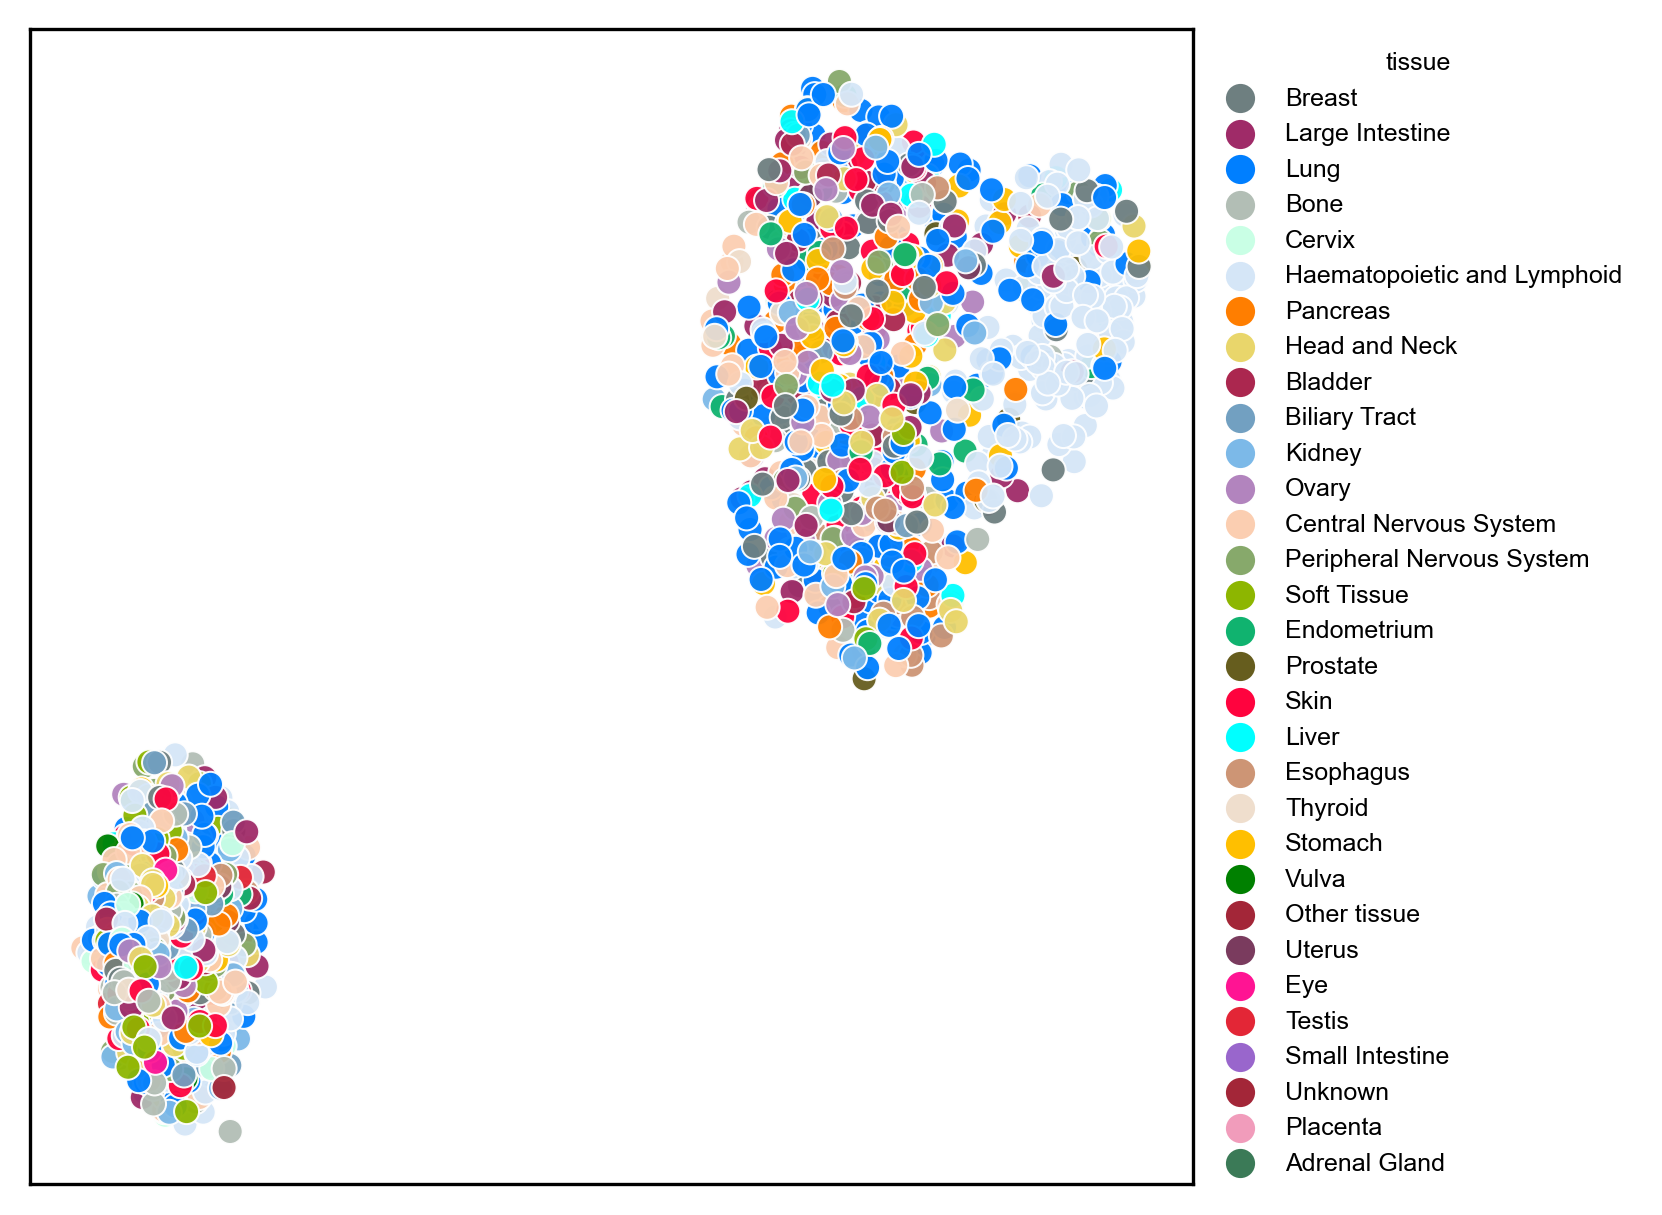 tissue
Breast
Large Intestine
Lung
Bone
Cervix
Haematopoietic and Lymphoid
Pancreas
Head and Neck
Bladder
Biliary Tract
Kidney
Ovary
Central Nervous System
Peripheral Nervous System
Soft Tissue
Endometrium
Prostate
Skin
Liver
Esophagus
Thyroid
Stomach
Vulva
Other tissue
Uterus
Eye
Testis
Small Intestine
Unknown
Placenta
Adrenal Gland